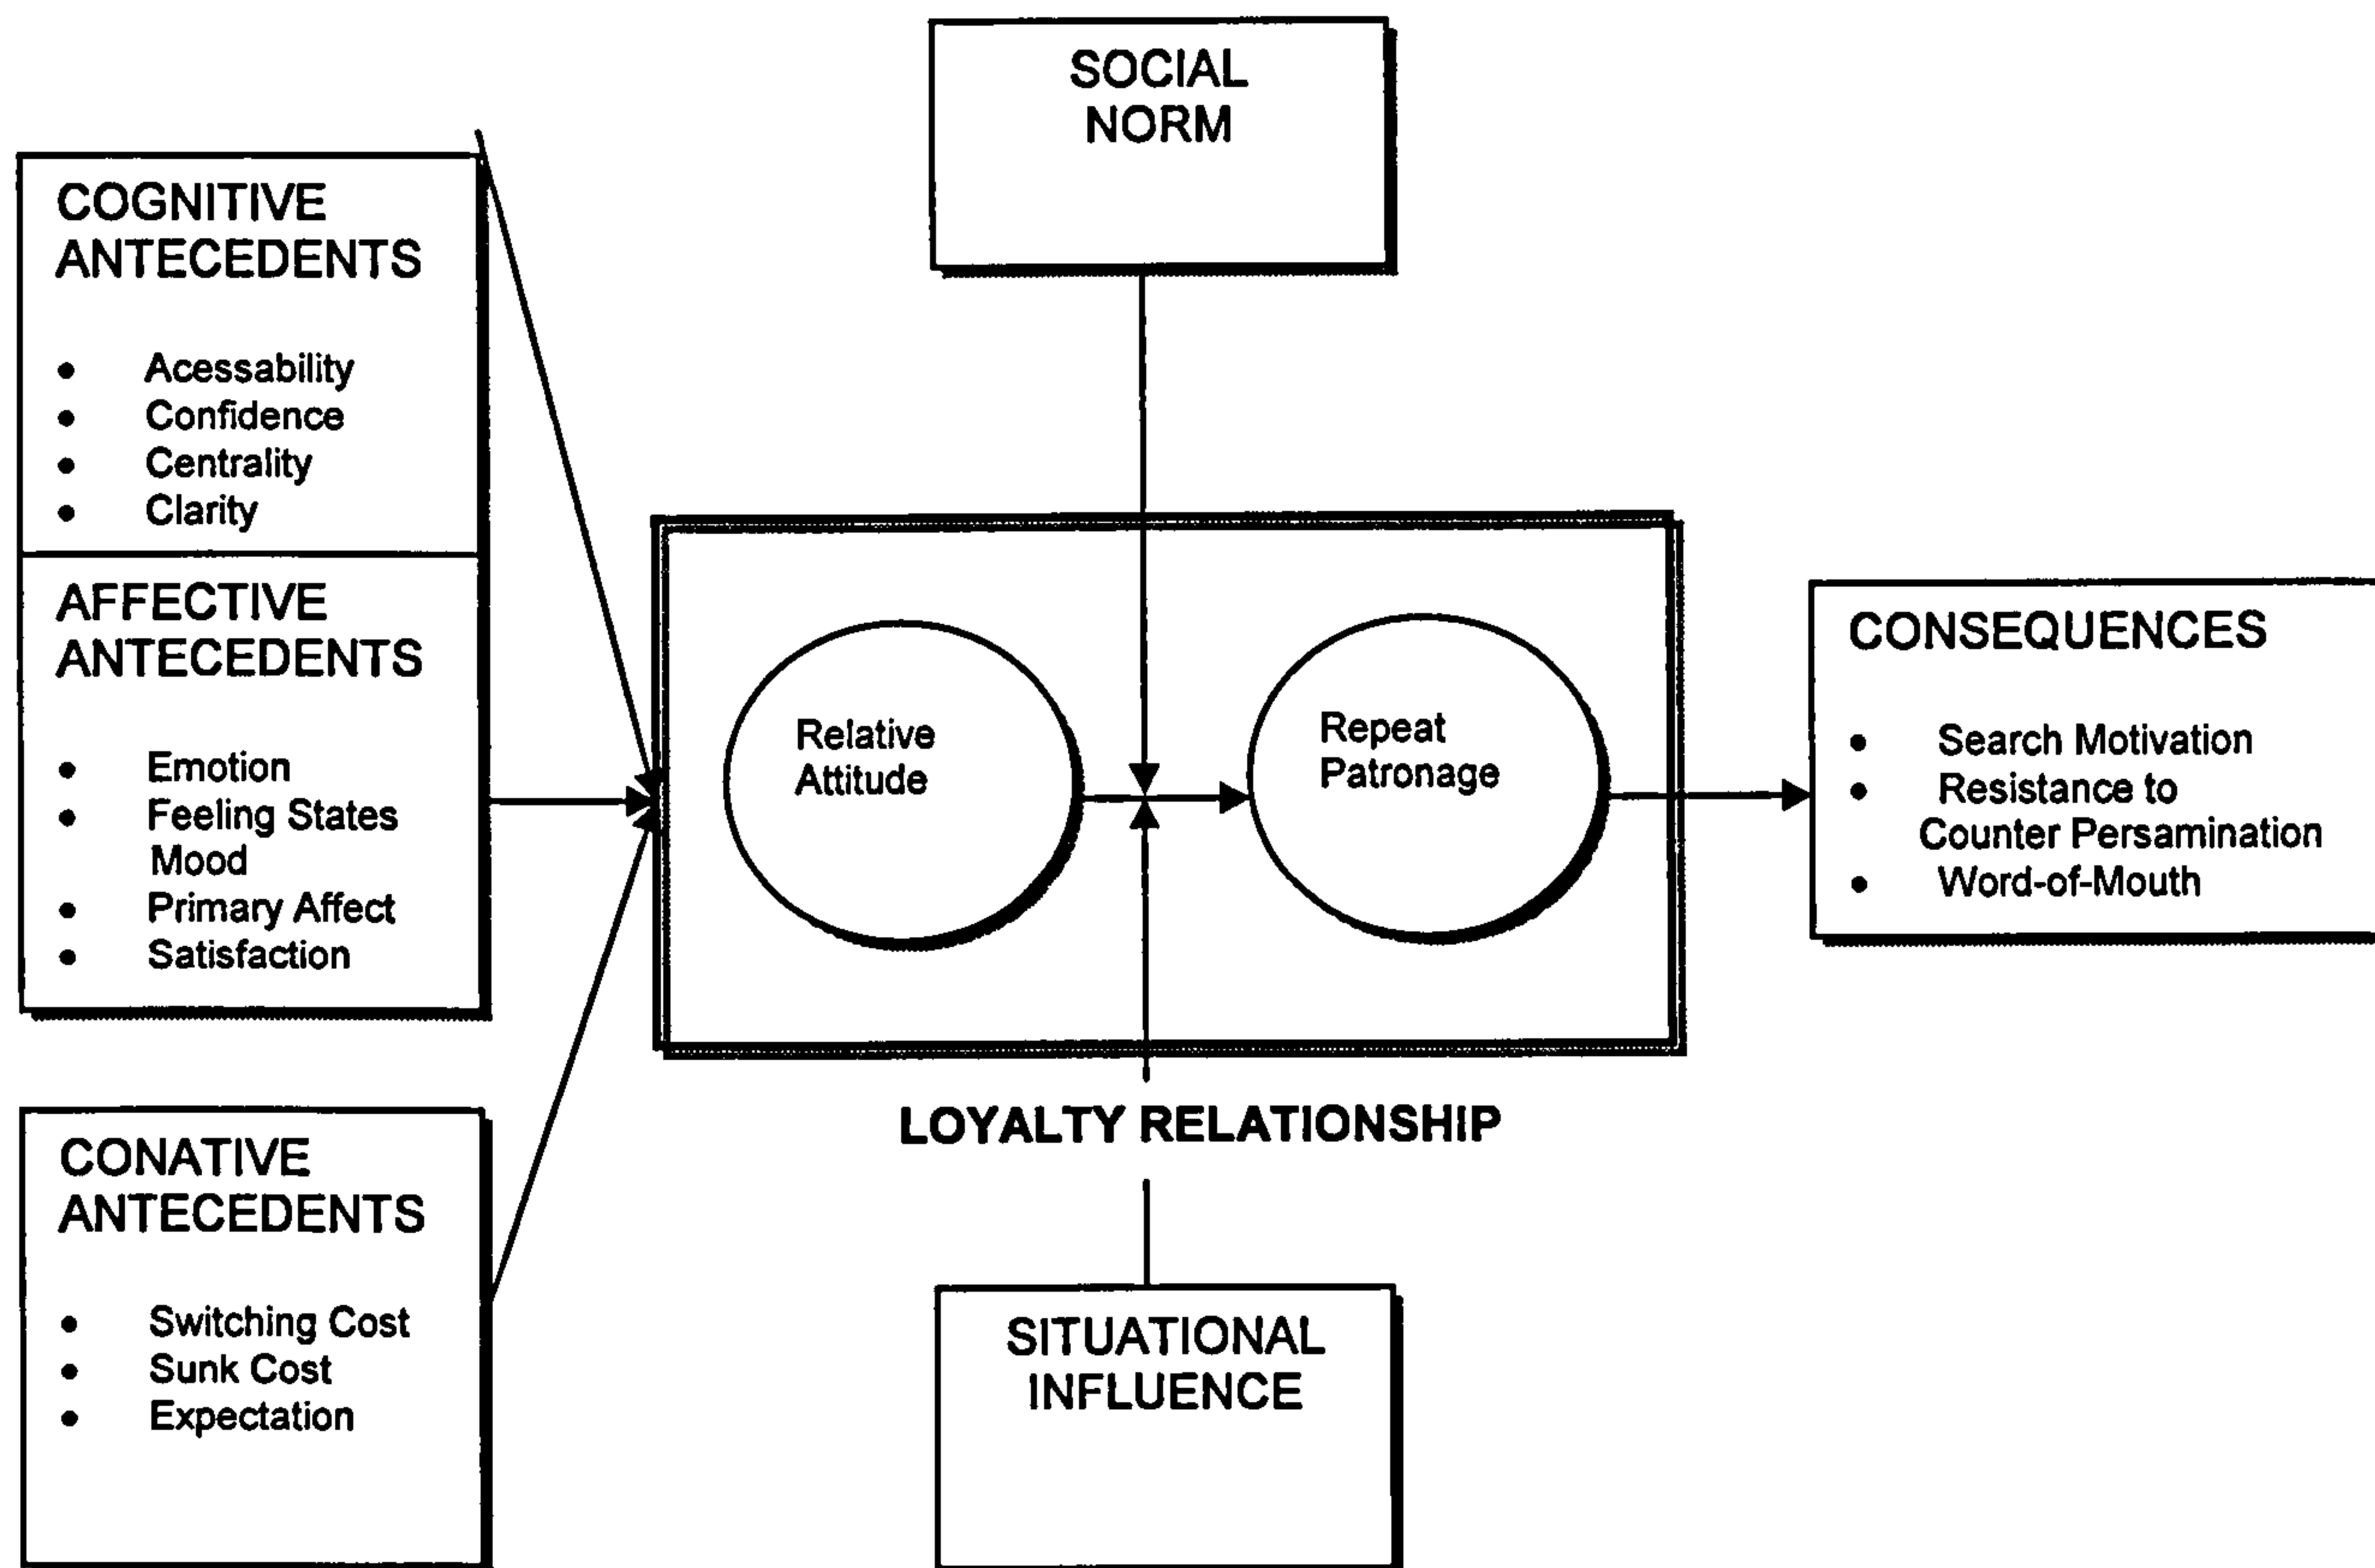 SOCIAL
NORM
COGNITIVE
ANTECEDENTS
• Acessability
• Confidence
• Centrality
• Clarity
AFFECTIVE
ANTECEDENTS
• Emotion
• Feeling States
Mood
• Primary Affect
• Satisfaction
Relative
Attitude
Repeat
Patronage
CONSEQUENCES
• Search Motivation
• Resistance to
Counter Persamination
• Word-of-Mouth
LOYALTY RELATIONSHIP
CONATIVE
ANTECEDENTS
• Switching Cost
• Sunk Cost
• Expectation
SITUATIONAL
INFLUENCE